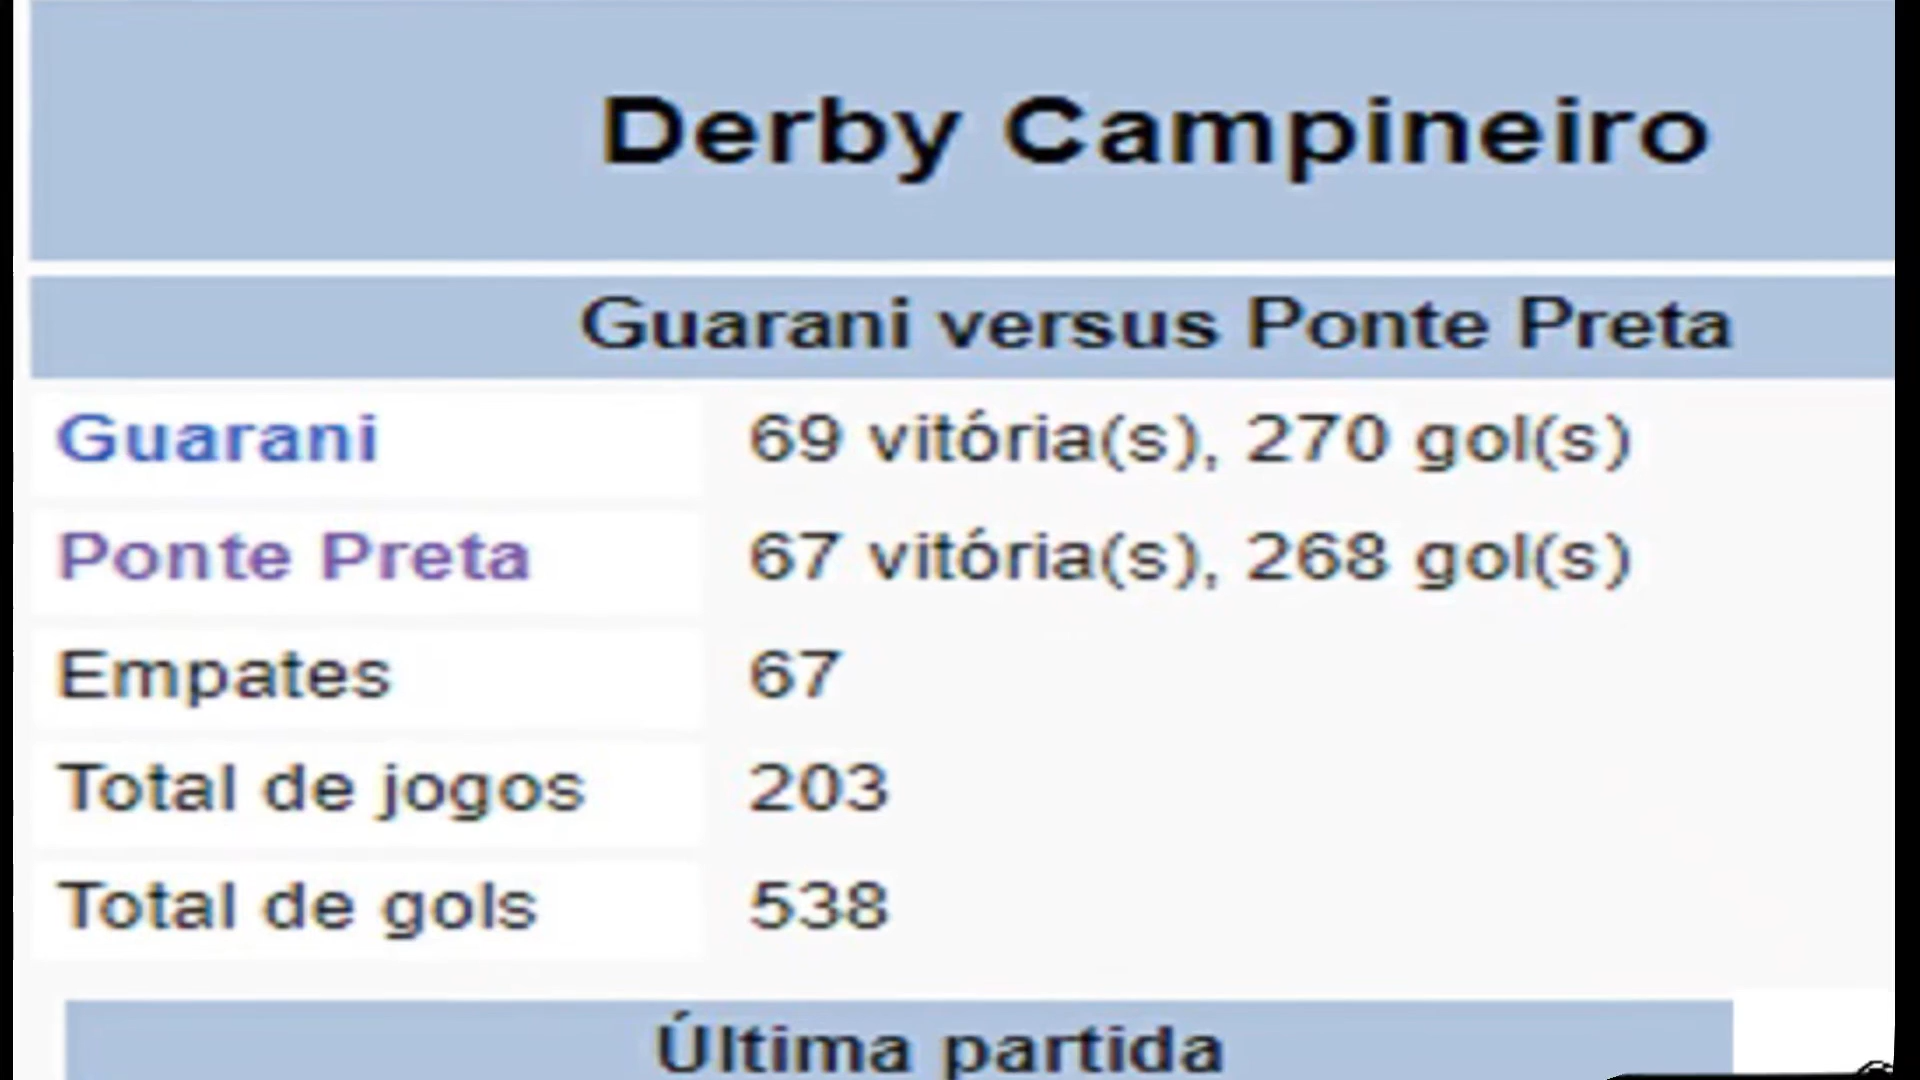 Derby Campineiro
Guarani versus Ponte Preta
Guarani 69 vitória(s), 270 gol(s)
Ponte Preta 67 vitória(s), 268 gol(s)
Empates 67
Total de jogos 203
Total de gols 538
Última partida